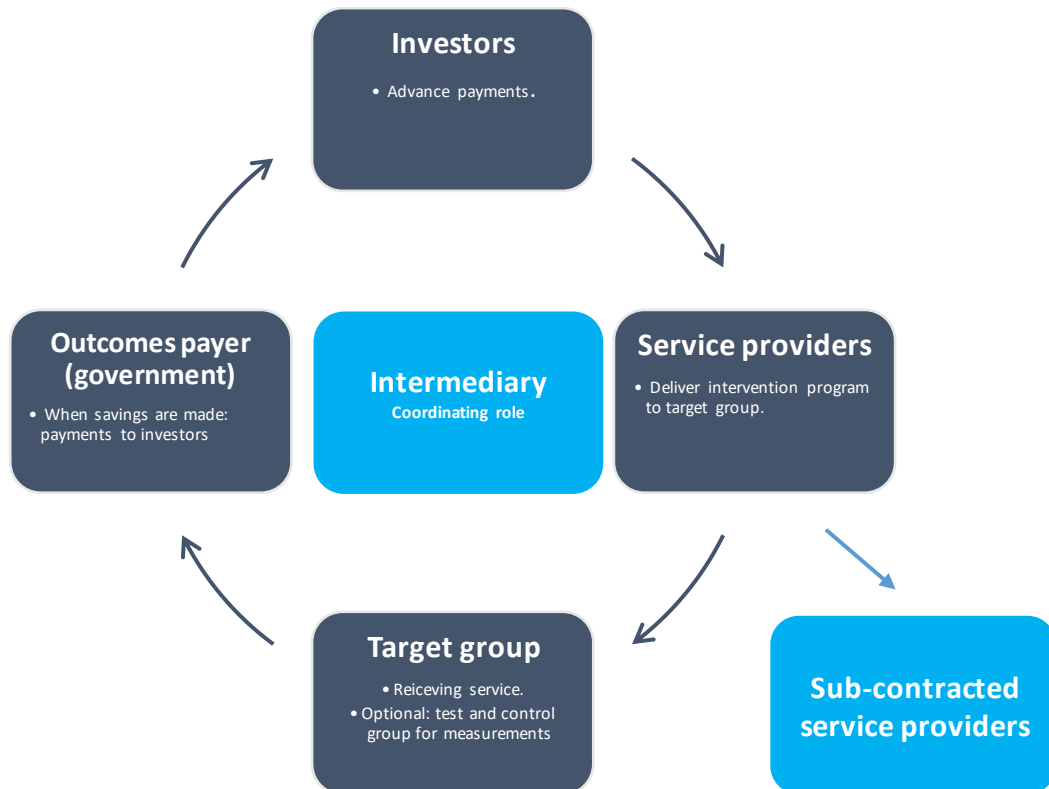 Investors
• Advance payments.
Outcomes payer
(government)
• When savings are made:
payments to investors
Intermediary
Coordinating role
Service providers
• Deliver intervention program
to target group.
Target group
• Reiceving service.
• Optional: test and control
group for measurements
Sub-contracted
service providers